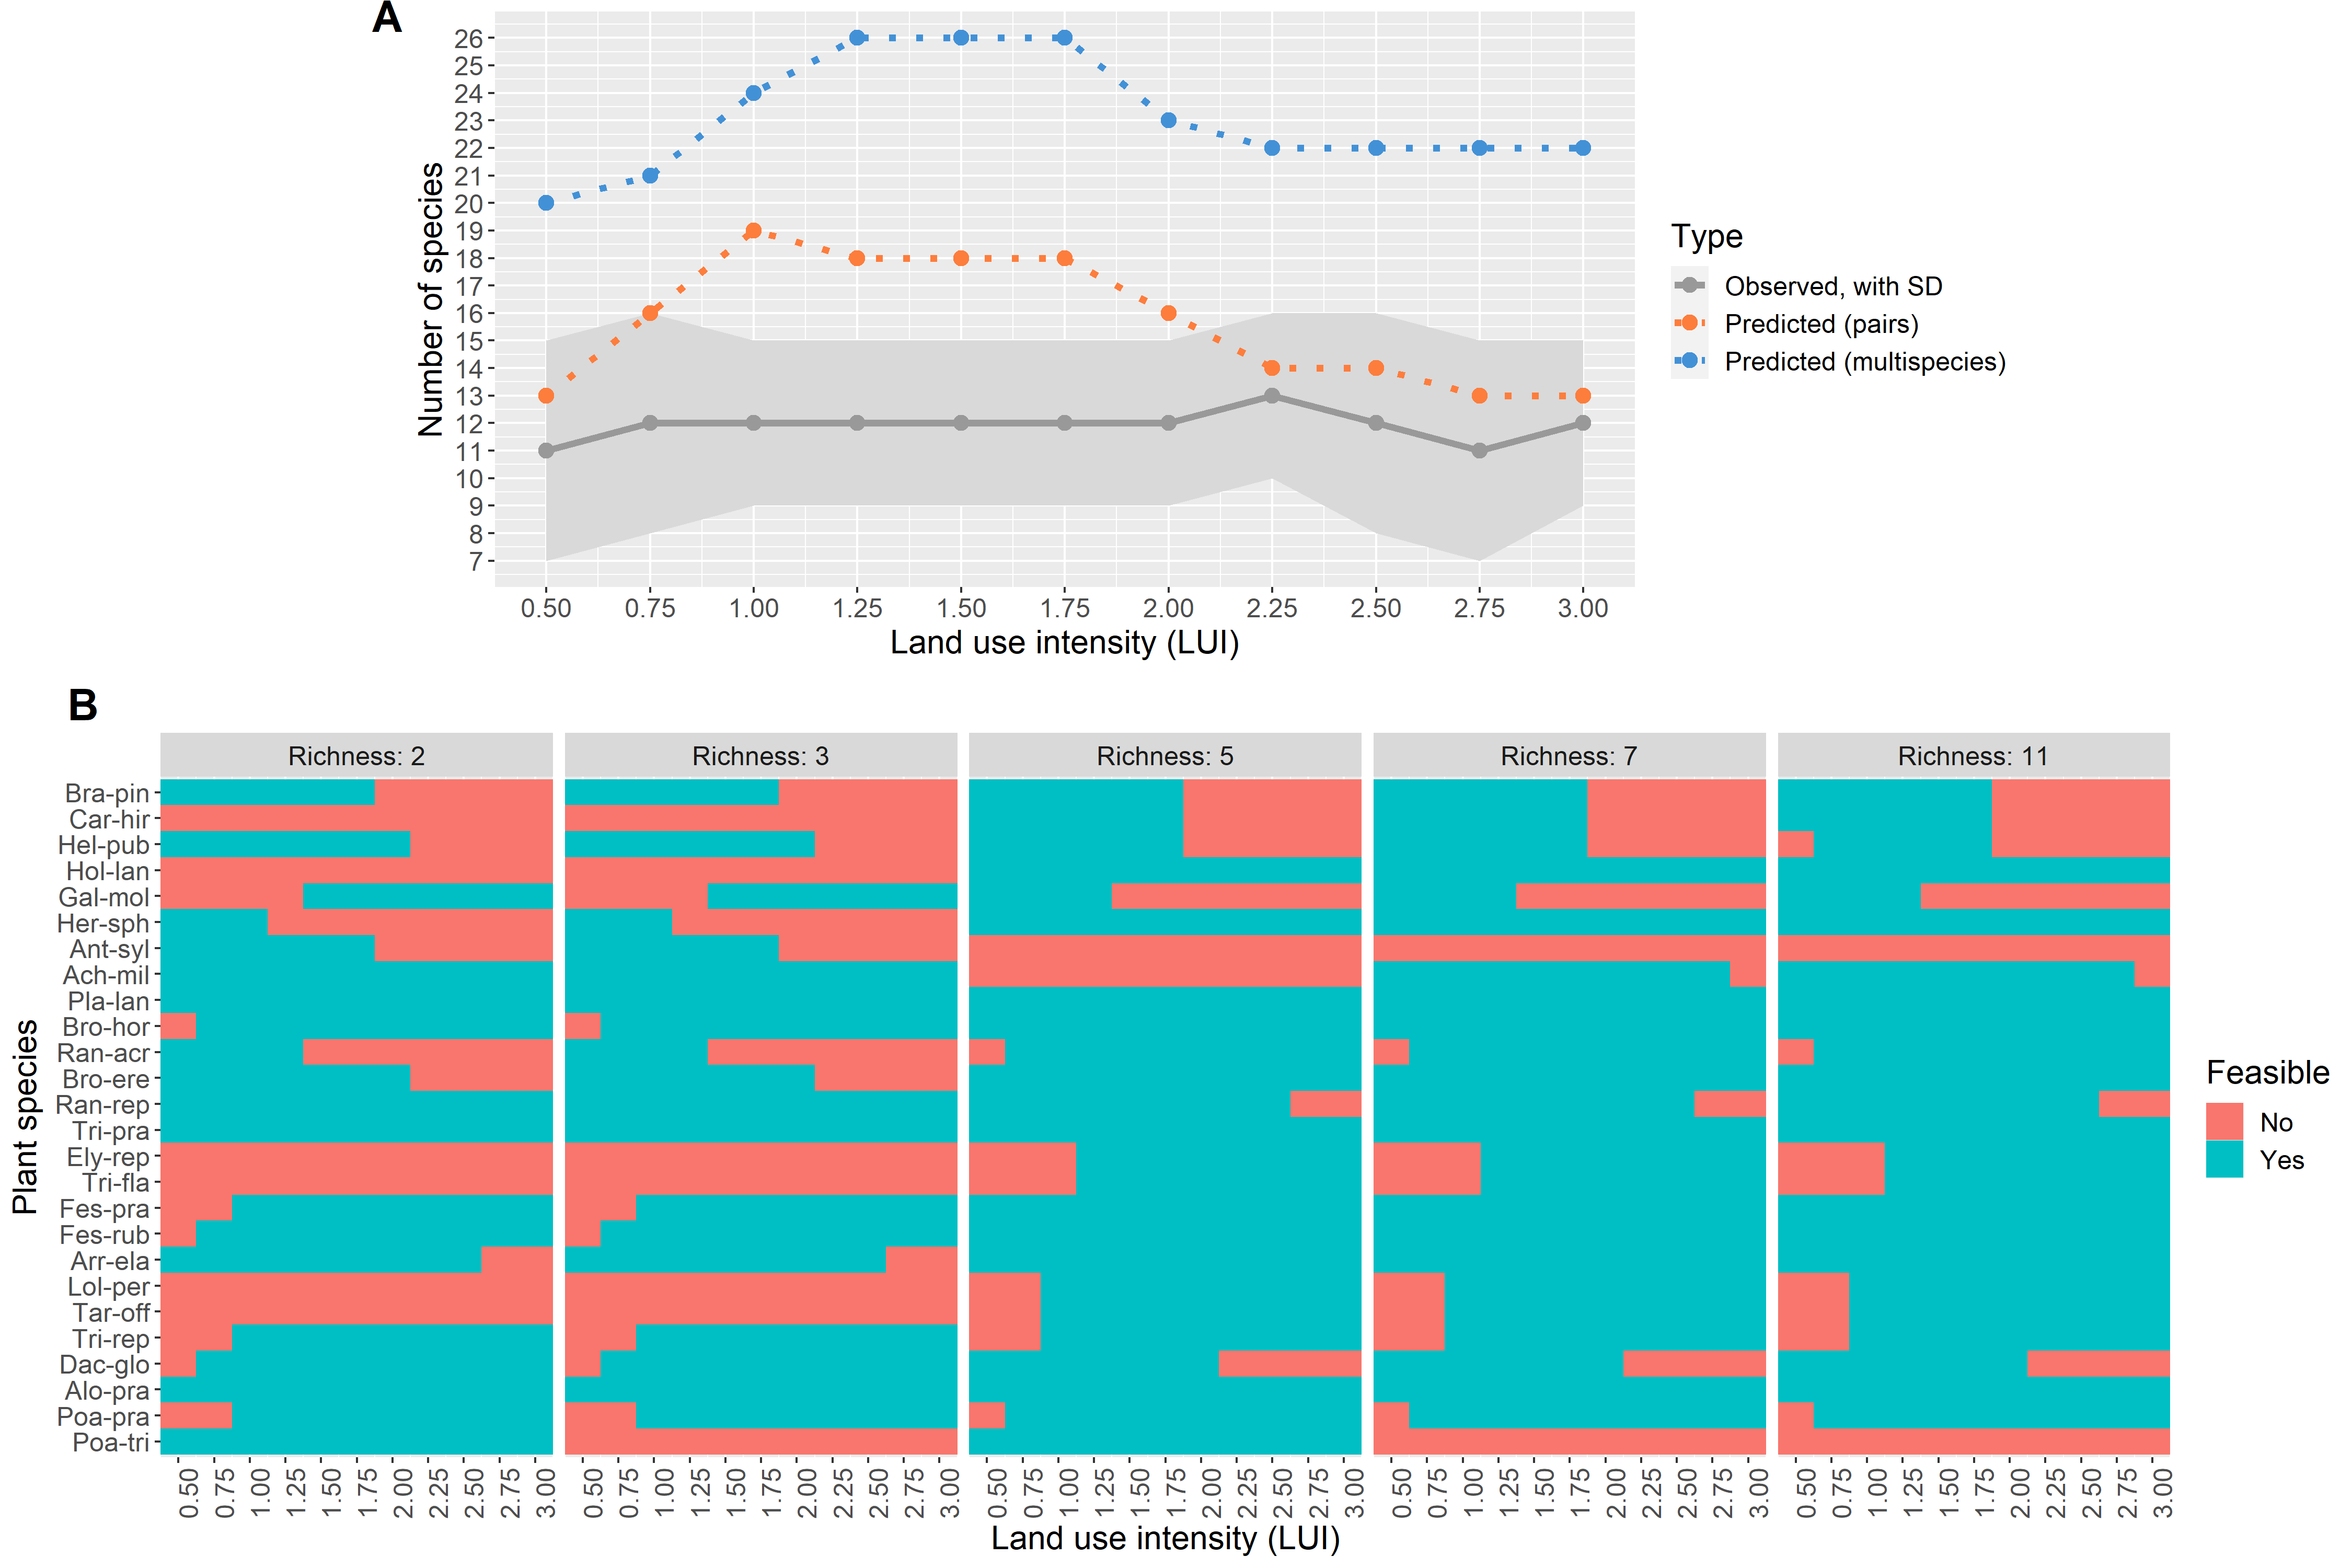 A
26
25
24
23
22
21
20
19
18
17
16
15
14
13
12
11
10
9
8
7
Number of species
0.50 0.75 1.00 1.25 1.50 1.75 2.00 2.25 2.50 2.75 3.00
Land use intensity (LUI)
Type
Observed, with SD
Predicted (pairs)
Predicted (multispecies)
B
Richness: 2 Richness: 3 Richness: 5 Richness: 7 Richness: 11
Plant species
Bra-pin
Car-hir
Hel-pub
Hol-lan
Gal-mol
Her-sph
Ant-syl
Ach-mil
Pla-lan
Bro-hor
Ran-acr
Bro-ere
Ran-rep
Tri-pra
Ely-rep
Tri-fla
Fes-pra
Fes-rub
Arr-ela
Lol-per
Tar-off
Tri-rep
Dac-glo
Alo-pra
Poa-pra
Poa-tri
0.50 0.75 1.00 1.25 1.50 1.75 2.00 2.25 2.50 2.75 3.00 0.50 0.75 1.00 1.25 1.50 1.75 2.00 2.25 2.50 2.75 3.00 0.50 0.75 1.00 1.25 1.50 1.75 2.00 2.25 2.50 2.75 3.00 0.50 0.75 1.00 1.25 1.50 1.75 2.00 2.25 2.50 2.75 3.00 0.50 0.75 1.00 1.25 1.50 1.75 2.00 2.25 2.50 2.75 3.00
Land use intensity (LUI)
Feasible
No
Yes